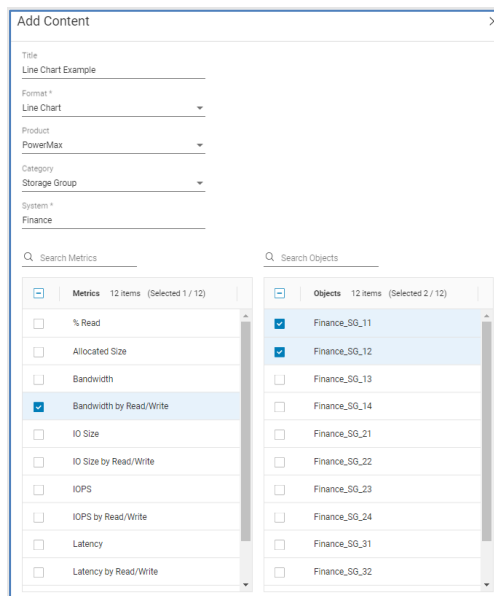 Add Content
Title
Line Chart Example
Format *
Line Chart
Product
PowerMax
Category
Storage Group
System *
Finance
Search Metrics
Metrics 12 items (Selected 1 / 12)
% Read
Allocated Size
Bandwidth
Bandwidth by Read/Write
IO Size
IO Size by Read/Write
IOPS
IOPS by Read/Write
Latency
Latency by Read/Write
Search Objects
Objects 12 items (Selected 2 / 12)
Finance_SG_11
Finance_SG_12
Finance_SG_13
Finance_SG_14
Finance_SG_21
Finance_SG_22
Finance_SG_23
Finance_SG_24
Finance_SG_31
Finance_SG_32